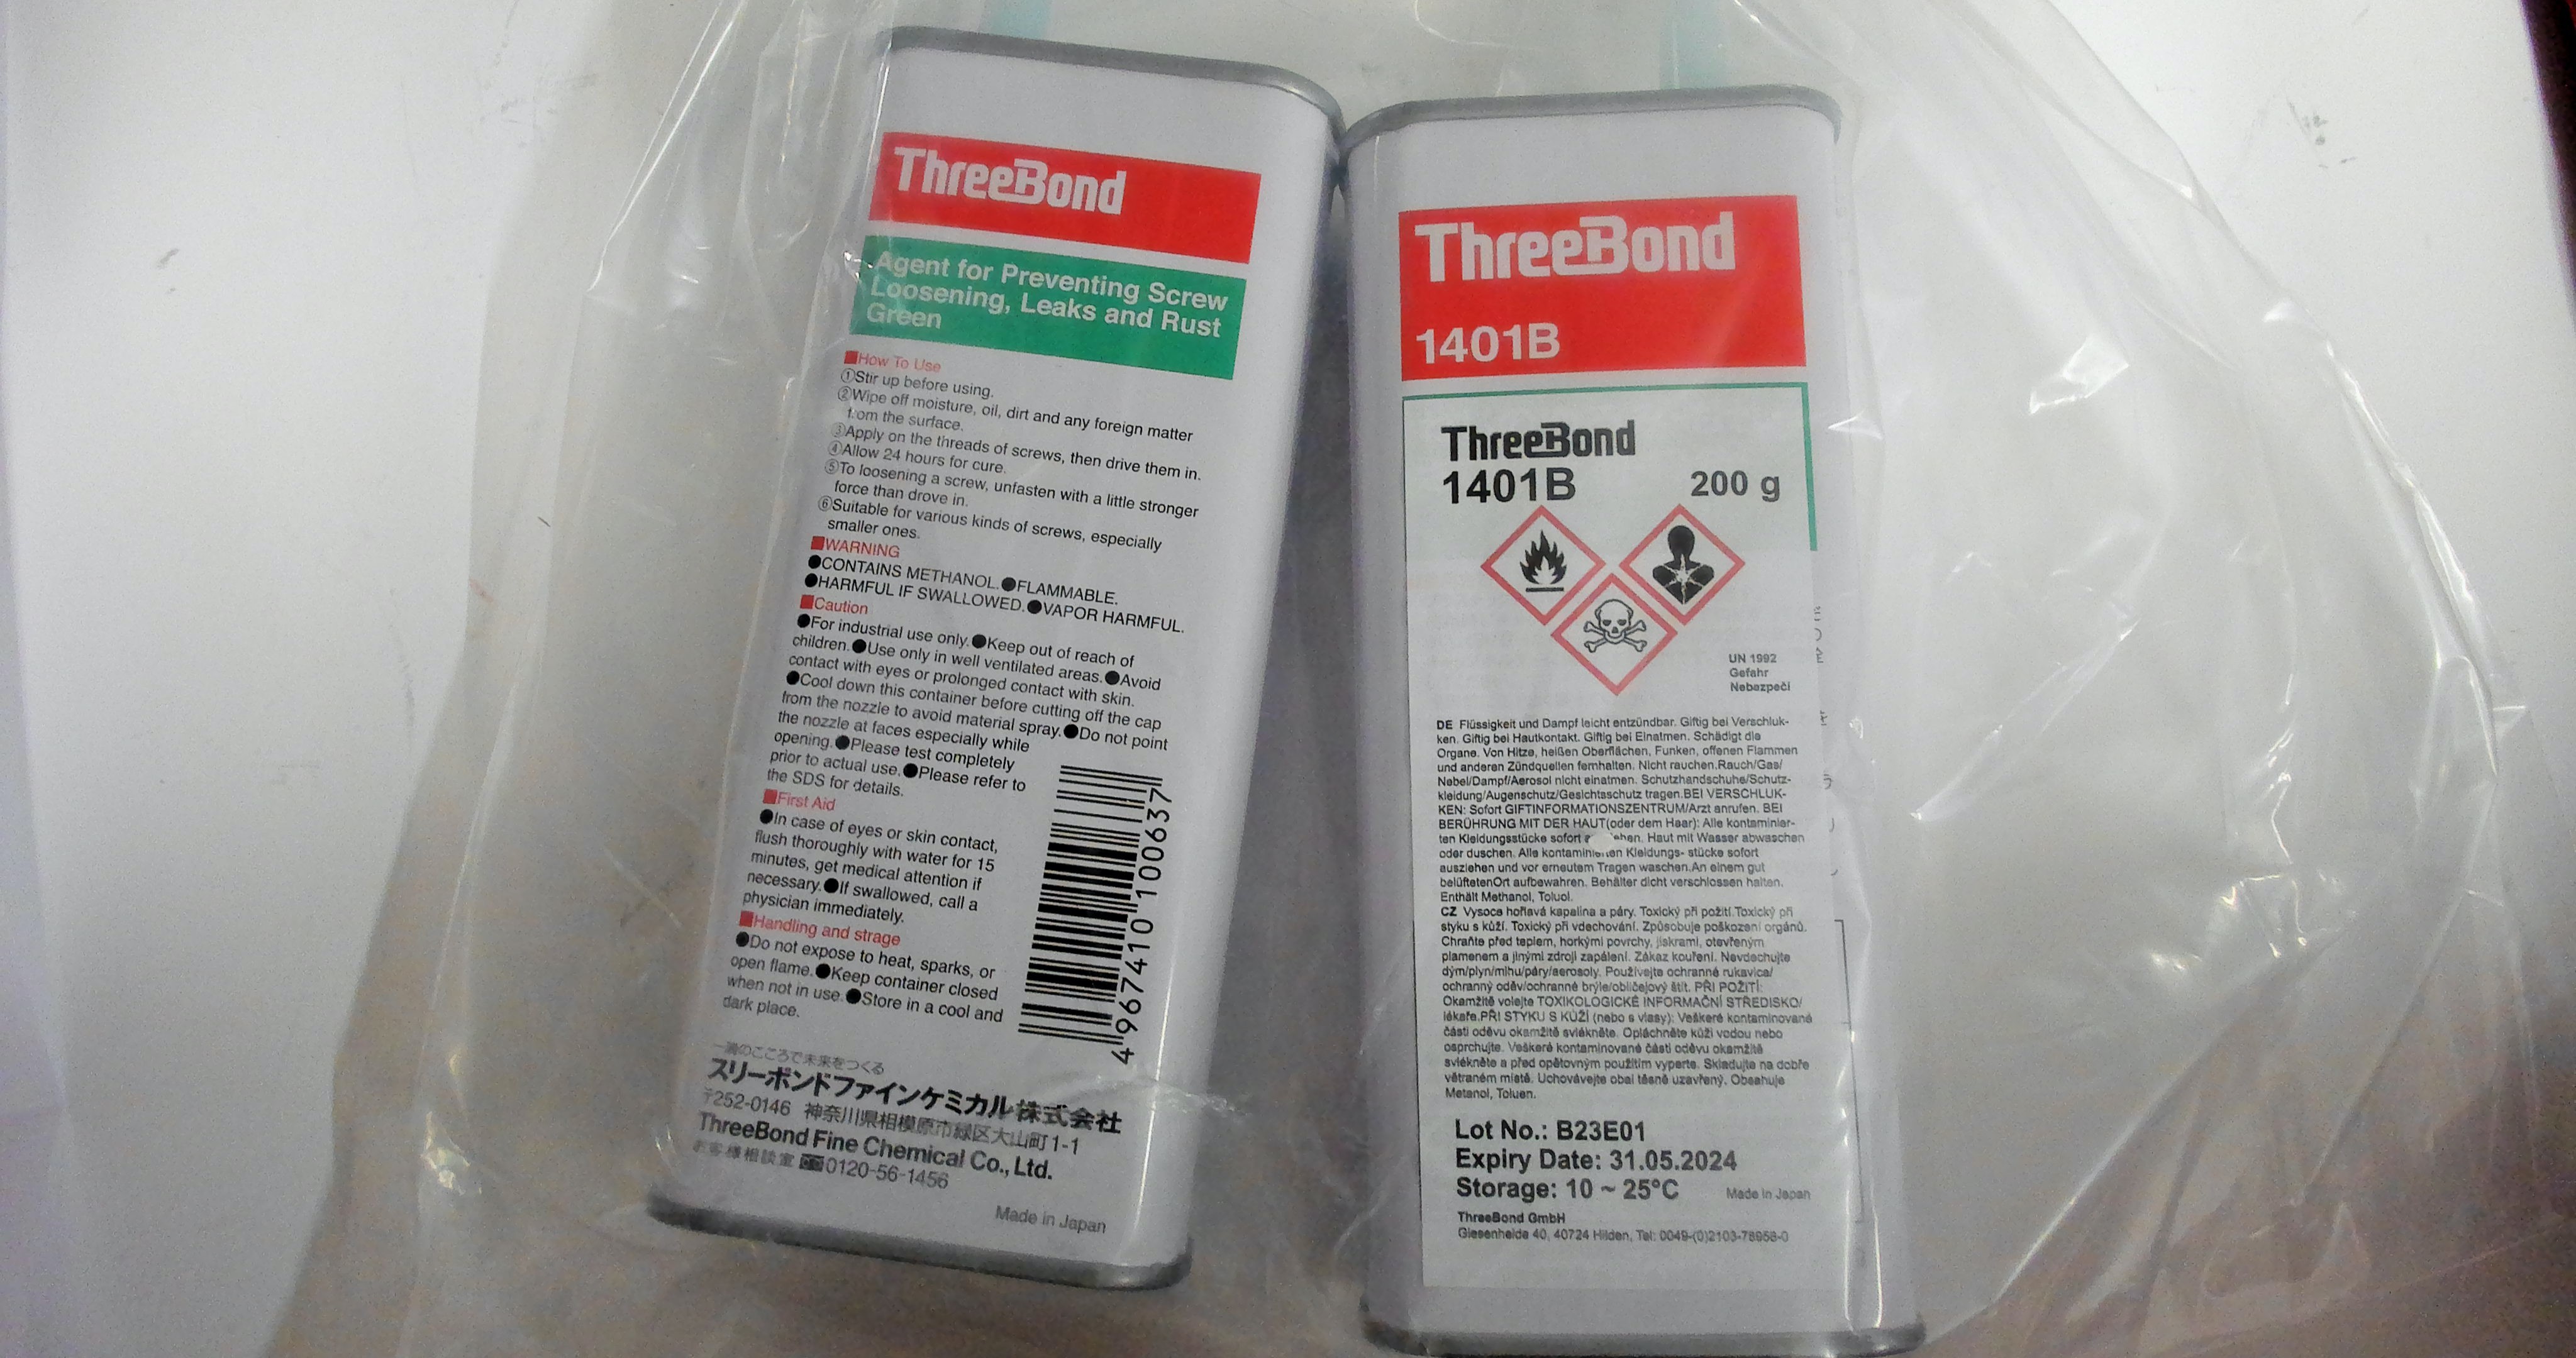 ThreeBond
Agent for Preventing Screw
Loosening, Leaks and Rust
Green
■How To Use
①Stir up before using.
②Wipe off moisture, oil, dirt and any foreign matter
from the surface.
③Apply on the threads of screws, then drive them in.
④Allow 24 hours for cure.
⑤To loosening a screw, unfasten with a little stronger
force than drove in.
⑥Suitable for various kinds of screws, especially
smaller ones.
■WARNING
●CONTAINS METHANOL.●FLAMMABLE.
●HARMFUL IF SWALLOWED.●VAPOR HARMFUL.
■Caution
●For industrial use only.●Keep out of reach of
children.●Use only in well ventilated areas.●Avoid
contact with eyes or prolonged contact with skin.
●Cool down this container before cutting off the cap
from the nozzle to avoid material spray.●Do not point
the nozzle at faces especially while
opening.●Please test completely
prior to actual use.●Please refer to
the SDS for details.
■First Aid
●In case of eyes or skin contact,
flush thoroughly with water for 15
minutes, get medical attention if
necessary.●If swallowed, call a
physician immediately.
■Handling and strage
●Do not expose to heat, sparks, or
open flame.●Keep container closed
when not in use.●Store in a cool and
dark place.
4967410100637
一滴のこころで未来をつくる
スリーボンドファインケミカル株式会社
〒252-0146 神奈川県相模原市緑区大山町1-1
ThreeBond Fine Chemical Co., Ltd.
お客様相談室 0120-56-1456
Made in Japan
ThreeBond
1401B
ThreeBond
1401B 200 g
UN 1992
Gefahr
Nebezpečí
DE Flüssigkeit und Dampf leicht entzündbar. Giftig bei Verschluk-
ken. Giftig bei Hautkontakt. Giftig bei Einatmen. Schädigt die
Organe. Von Hitze, heißen Oberflächen, Funken, offenen Flammen
und anderen Zündquellen fernhalten. Nicht rauchen.Rauch/Gas/
Nebel/Dampf/Aerosol nicht einatmen. Schutzhandschuhe/Schutz-
kleidung/Augenschutz/Gesichtsschutz tragen.BEI VERSCHLUK-
KEN: Sofort GIFTINFORMATIONSZENTRUM/Arzt anrufen. BEI
BERÜHRUNG MIT DER HAUT(oder dem Haar): Alle kontaminier-
ten Kleidungsstücke sofort Haut mit Wasser abwaschen
oder duschen. Alle kontaminierten Kleidungs- stücke sofort
ausziehen und vor erneutem Tragen waschen.An einem gut
belüftetenOrt aufbewahren. Behälter dicht verschlossen halten.
Enthält Methanol, Toluol.
CZ Vysoce hořlavá kapalina a páry. Toxický při požití.Toxický při
styku s kůží. Toxický při vdechování. Způsobuje poškození orgánů.
Chraňte před teplem, horkými povrchy, jiskrami, otevřeným
plamenem a jinými zdroji zapálení. Zákaz kouření. Nevdechujte
dým/plyn/mlhu/páry/aerosoly. Používejte ochranné rukavice/
ochranný oděv/ochranné brýle/obličejový štít. PŘI POŽITÍ:
Okamžitě volejte TOXIKOLOGICKÉ INFORMAČNÍ STŘEDISKO/
lékaře.PŘI STYKU S KŮŽÍ (nebo s vlasy): Veškeré kontaminované
části oděvu okamžitě svlékněte. Opláchněte kůži vodou nebo
osprchujte. Veškeré kontaminované části oděvu okamžitě
svlékněte a před opětovným použitím vyperte. Skladujte na dobře
větraném místě. Uchovávejte obal těsně uzavřený. Obsahuje
Metanol, Toluen.
Lot No.: B23E01
Expiry Date: 31.05.2024
Storage: 10 ~ 25°C Made in Japan
ThreeBond GmbH
Giesenheide 40, 40724 Hilden, Tel: 0049-(0)2103-78958-0